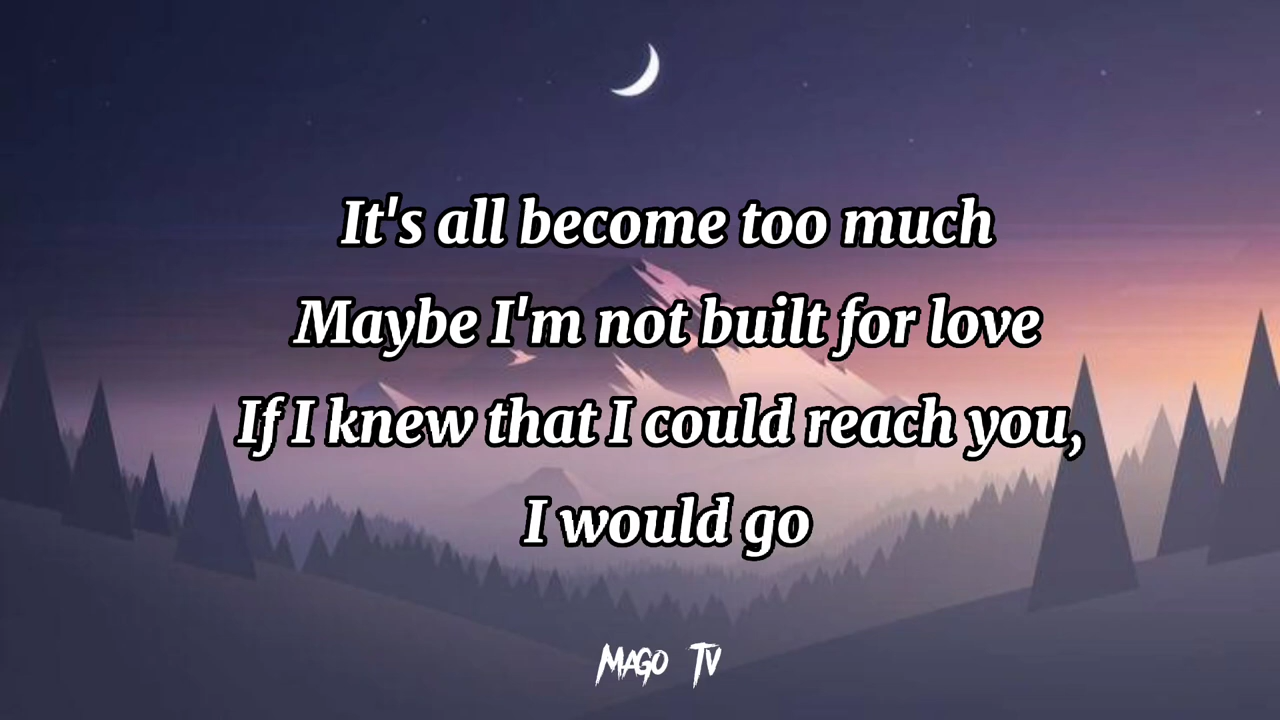 It's all become too much
Maybe I'm not built for love
If I knew that I could reach you,
I would go
MAGO TV